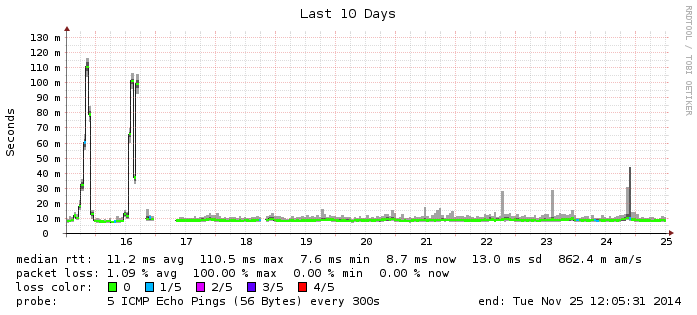 Last 10 Days
RRDTOOL / TOBI OETIKER
Seconds
130 m
120 m
110 m
100 m
90 m
80 m
70 m
60 m
50 m
40 m
30 m
20 m
10 m
0
16 17 18 19 20 21 22 23 24 25
median rtt: 11.2 ms avg 110.5 ms max 7.6 ms min 8.7 ms now 13.0 ms sd 862.4 m am/s
packet loss: 1.09 % avg 100.00 % max 0.00 % min 0.00 % now
loss color: 0 1/5 2/5 3/5 4/5
probe: 5 ICMP Echo Pings (56 Bytes) every 300s end: Tue Nov 25 12:05:31 2014